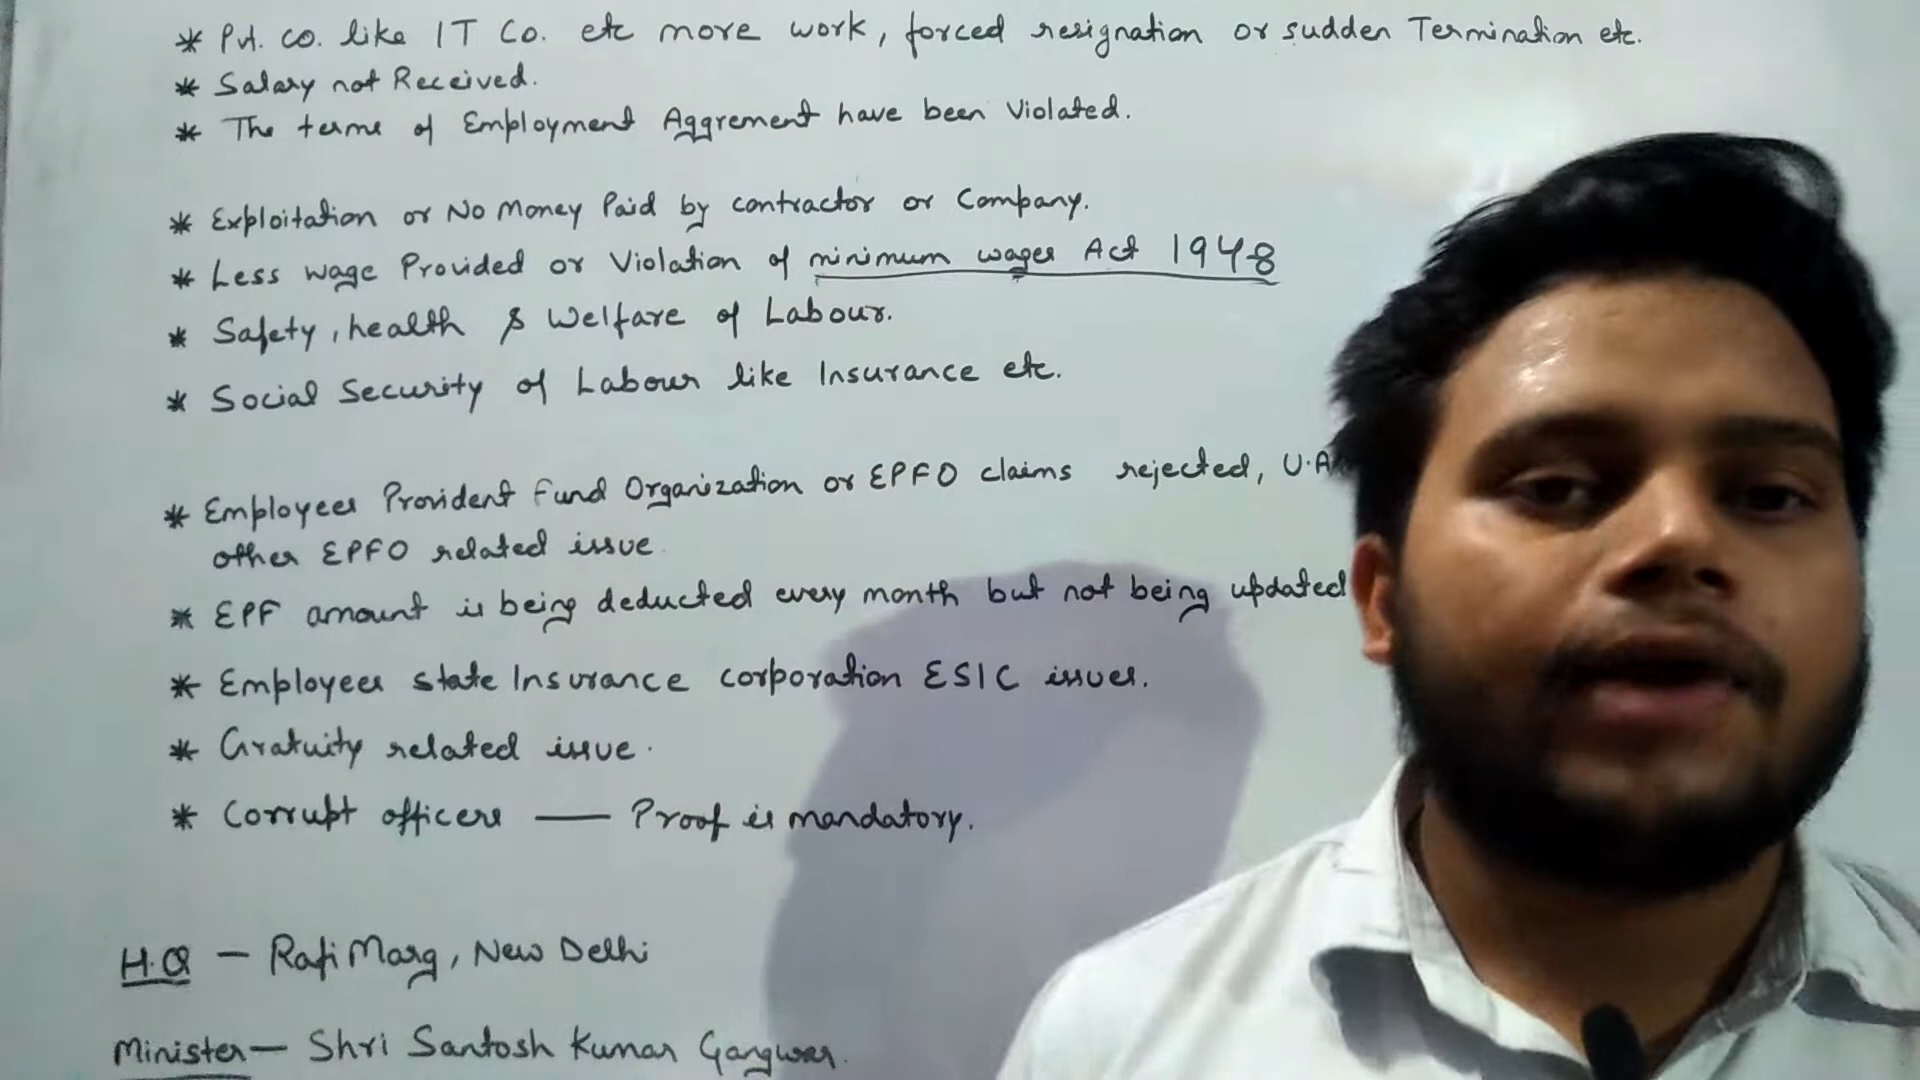 * Pvt. co. like IT Co. etc more work, forced resignation or sudden Termination etc.
* Salary not Received.
* The terms of Employment Aggrement have been Violated.
* Exploitation or No Money Paid by contractor or Company.
* Less wage Provided or Violation of minimum wages Act 1948
* Safety, health & Welfare of Labour.
* Social Security of Labour like Insurance etc.
* Employees Provident Fund Organization or EPFO claims rejected, U.A
other EPFO related issue
* EPF amount is being deducted every month but not being updated
* Employees state Insurance corporation ESIC issues.
* Gratuity related issue.
* Corrupt officers — Proof is mandatory.
H.Q — Rafi Marg, New Delhi
Minister — Shri Santosh Kumar Gangwar.